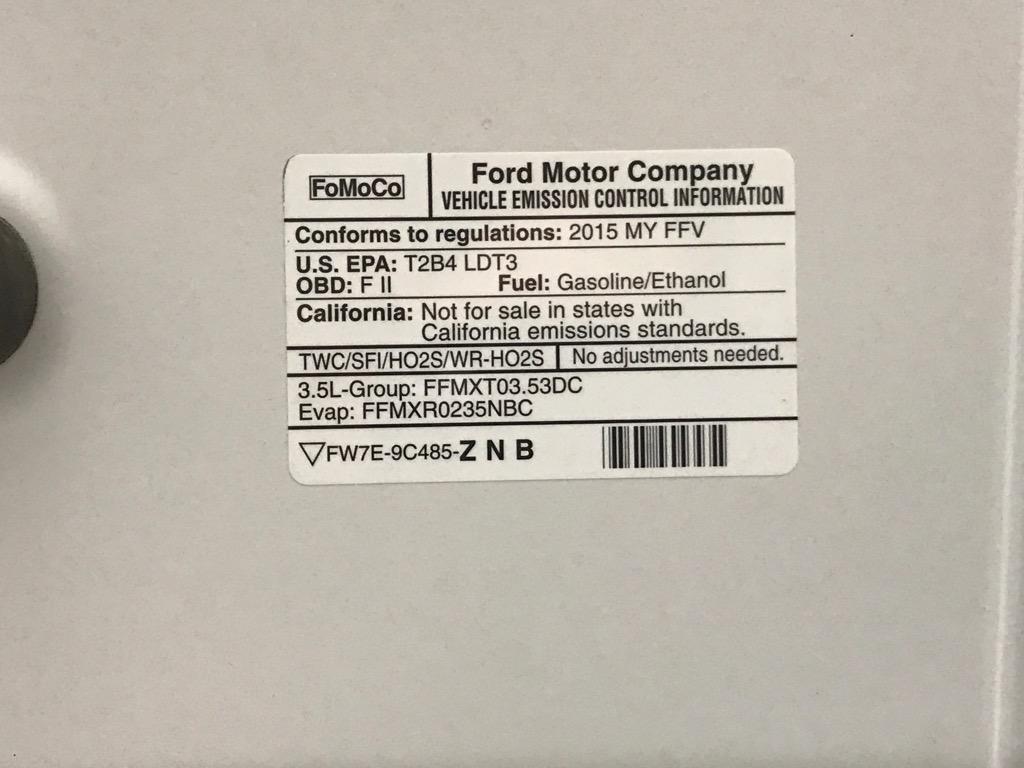 FoMoCo
Ford Motor Company
VEHICLE EMISSION CONTROL INFORMATION
Conforms to regulations: 2015 MY FFV
U.S. EPA: T2B4 LDT3
OBD: F II Fuel: Gasoline/Ethanol
California: Not for sale in states with
California emissions standards.
TWC/SFI/HO2S/WR-HO2S No adjustments needed.
3.5L-Group: FFMXT03.53DC
Evap: FFMXR0235NBC
FW7E-9C485-Z N B